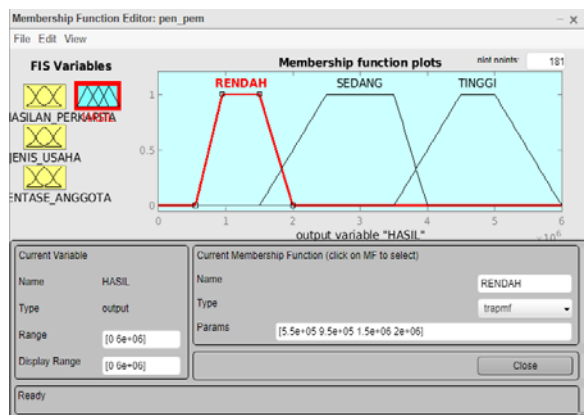 Membership Function Editor: pen_pem
File Edit View
FIS Variables
Membership function plots
plot points:
181
ASILAN_PERKAPITA
HASIL
JENIS_USAHA
ENTASE_ANGGOTA
RENDAH
SEDANG
TINGGI
1
0.5
0
0 1 2 3 4 5 6
output variable "HASIL"
×10^6
Current Variable
Name HASIL
Type output
Range [0 6e+06]
Display Range [0 6e+06]
Current Membership Function (click on MF to select)
Name RENDAH
Type trapmf
Params [5.5e+05 9.5e+05 1.5e+06 2e+06]
Close
Ready